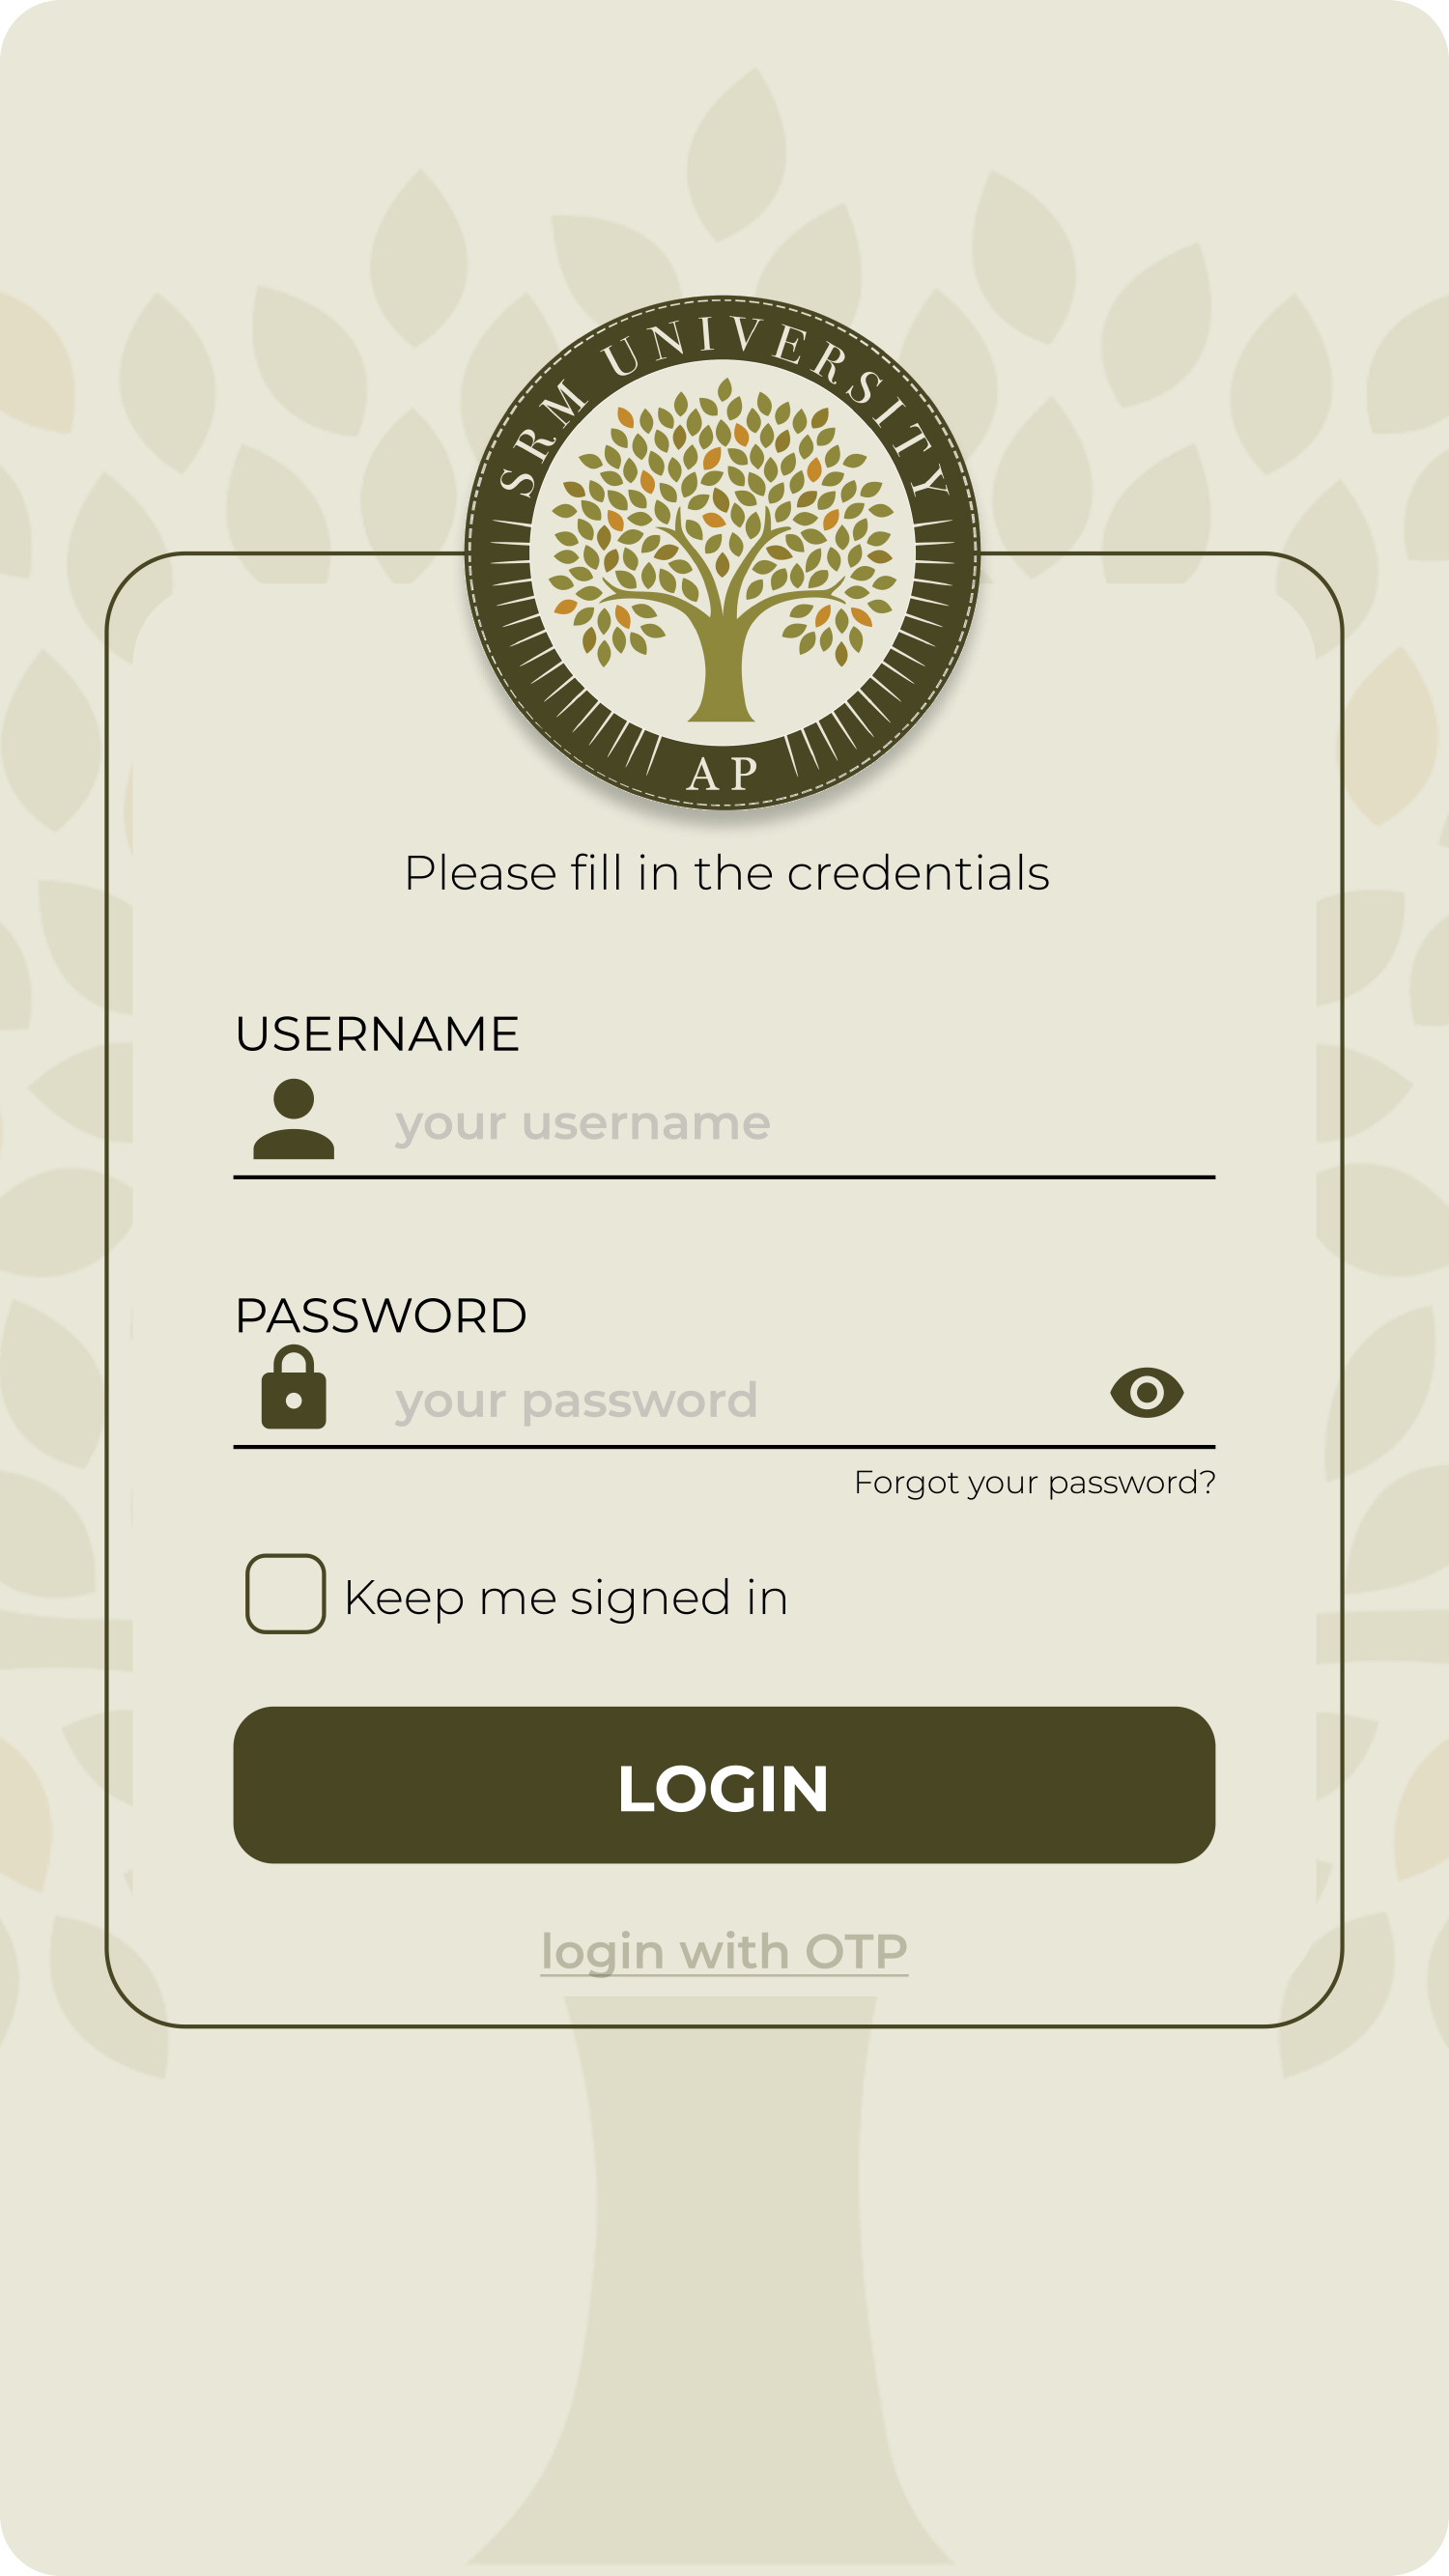 SRM UNIVERSITY
AP
Please fill in the credentials
USERNAME
your username
PASSWORD
your password
Forgot your password?
Keep me signed in
LOGIN
login with OTP